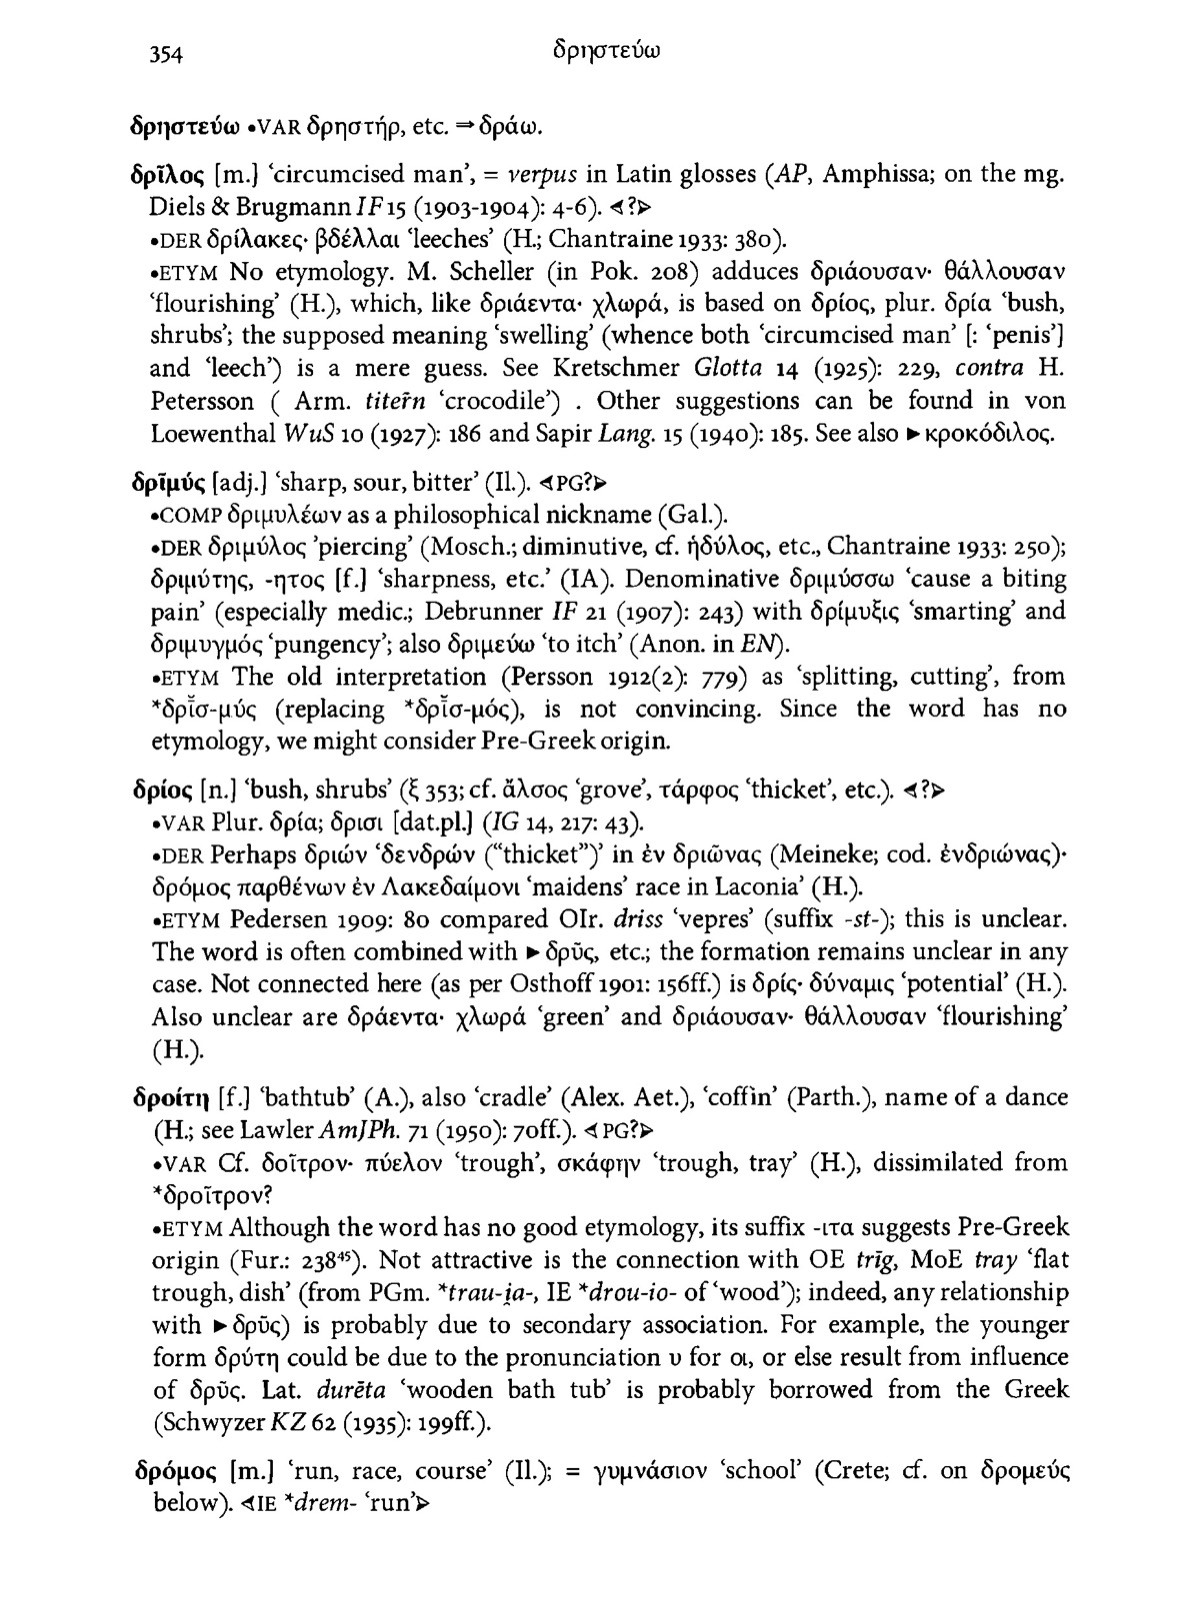 354
δρηστεύω
δρηστεύω •VAR δρηστήρ, etc. ⇒ δράω.
δρῖλος [m.] ‘circumcised man’, = verpus in Latin glosses (AP, Amphissa; on the mg.
Diels & Brugmann IF 15 (1903-1904): 4-6). ◁?▷
•DER δρίλακες· βδέλλαι ‘leeches’ (H.; Chantraine 1933: 380).
•ETYM No etymology. M. Scheller (in Pok. 208) adduces δριάουσαν· θάλλουσαν
‘flourishing’ (H.), which, like δριάεντα· χλωρά, is based on δρίος, plur. δρία ‘bush,
shrubs’; the supposed meaning ‘swelling’ (whence both ‘circumcised man’ [: ‘penis’]
and ‘leech’) is a mere guess. See Kretschmer Glotta 14 (1925): 229, contra H.
Petersson ( Arm. titeṙn ‘crocodile’) . Other suggestions can be found in von
Loewenthal WuS 10 (1927): 186 and Sapir Lang. 15 (1940): 185. See also ►κροκόδιλος.
δρῑμύς [adj.] ‘sharp, sour, bitter’ (Il.). ◁PG?▷
•COMP δριμυλέων as a philosophical nickname (Gal.).
•DER δριμύλος ’piercing’ (Mosch.; diminutive, cf. ἡδύλος, etc., Chantraine 1933: 250);
δριμύτης, -ητος [f.] ‘sharpness, etc.’ (IA). Denominative δριμύσσω ‘cause a biting
pain’ (especially medic.; Debrunner IF 21 (1907): 243) with δρίμυξις ‘smarting’ and
δριμυγμός ‘pungency’; also δριμεύω ‘to itch’ (Anon. in EN).
•ETYM The old interpretation (Persson 1912(2): 779) as ‘splitting, cutting’, from
*δρῑ̆σ-μύς (replacing *δρῑ̆σ-μός), is not convincing. Since the word has no
etymology, we might consider Pre-Greek origin.
δρίος [n.] ‘bush, shrubs’ (ξ 353; cf. ἄλσος ‘grove’, τάρφος ‘thicket’, etc.). ◁?▷
•VAR Plur. δρία; δρισι [dat.pl.] (IG 14, 217: 43).
•DER Perhaps δριών ‘δενδρών (“thicket”)’ in ἐν δριῶνας (Meineke; cod. ἐνδριώνας)·
δρόμος παρθένων ἐν Λακεδαίμονι ‘maidens’ race in Laconia’ (H.).
•ETYM Pedersen 1909: 80 compared OIr. driss ‘vepres’ (suffix -st-); this is unclear.
The word is often combined with ►δρῦς, etc.; the formation remains unclear in any
case. Not connected here (as per Osthoff 1901: 156ff.) is δρίς· δύναμις ‘potential’ (H.).
Also unclear are δράεντα· χλωρά ‘green’ and δριάουσαν· θάλλουσαν ‘flourishing’
(H.).
δροίτη [f.] ‘bathtub’ (A.), also ‘cradle’ (Alex. Aet.), ‘coffin’ (Parth.), name of a dance
(H.; see Lawler AmJPh. 71 (1950): 70ff.). ◁PG?▷
•VAR Cf. δοῖτρον· πύελον ‘trough’, σκάφην ‘trough, tray’ (H.), dissimilated from
*δροῖτρον?
•ETYM Although the word has no good etymology, its suffix -ιτα suggests Pre-Greek
origin (Fur.: 238⁴⁵). Not attractive is the connection with OE trīg, MoE tray ‘flat
trough, dish’ (from PGm. *trau-i̯a-, IE *drou-io- of ‘wood’); indeed, any relationship
with ►δρῦς) is probably due to secondary association. For example, the younger
form δρύτη could be due to the pronunciation υ for οι, or else result from influence
of δρῦς. Lat. durēta ‘wooden bath tub’ is probably borrowed from the Greek
(Schwyzer KZ 62 (1935): 199ff.).
δρόμος [m.] ‘run, race, course’ (Il.); = γυμνάσιον ‘school’ (Crete; cf. on δρομεύς
below). ◁IE *drem- ‘run’▷